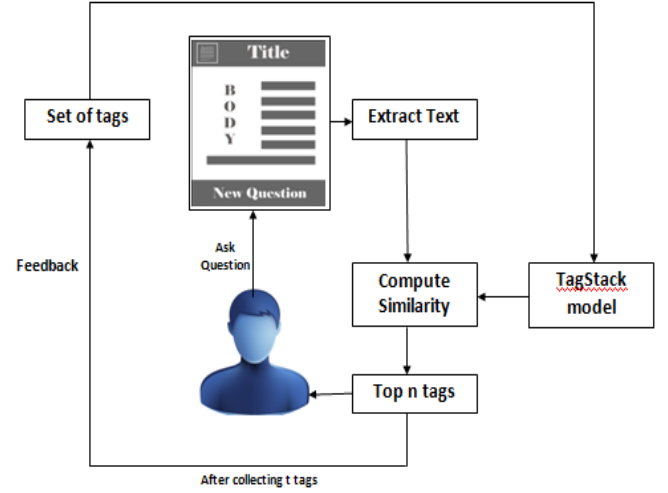 Title
B
O
D
Y
New Question
Set of tags
Extract Text
Ask
Question
Feedback
Compute
Similarity
TagStack
model
Top n tags
After collecting t tags